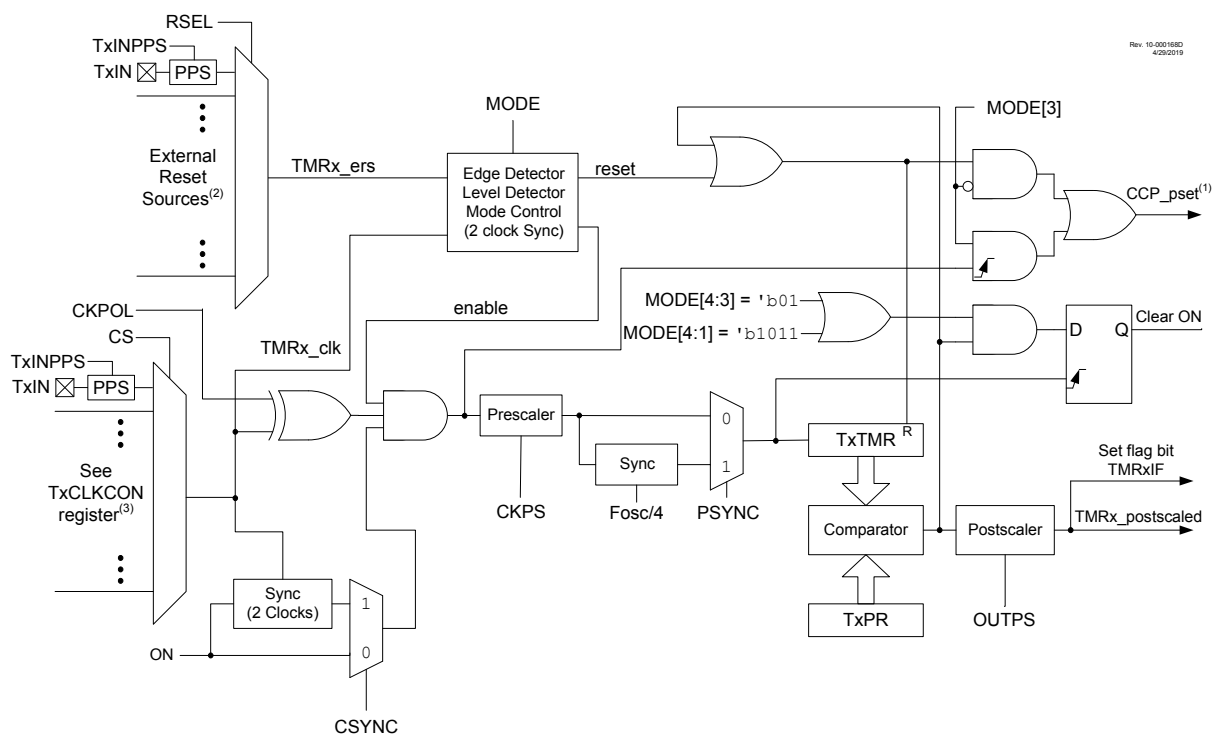 RSEL
TxINPPS
TxIN
PPS
Rev. 10-000168D
4/29/2019
MODE
MODE[3]
External
Reset
Sources(2)
TMRx_ers
Edge Detector
Level Detector
Mode Control
(2 clock Sync)
reset
CCP_pset(1)
enable
CKPOL
CS
TMRx_clk
MODE[4:3] = 'b01
MODE[4:1] = 'b1011
D
Q
Clear ON
TxINPPS
TxIN
PPS
Prescaler
0
1
Sync
TxTMR
R
See
TxCLKCON
register(3)
CKPS
Fosc/4
PSYNC
Set flag bit
TMRxIF
Comparator
Postscaler
TMRx_postscaled
Sync
(2 Clocks)
1
0
TxPR
OUTPS
ON
CSYNC